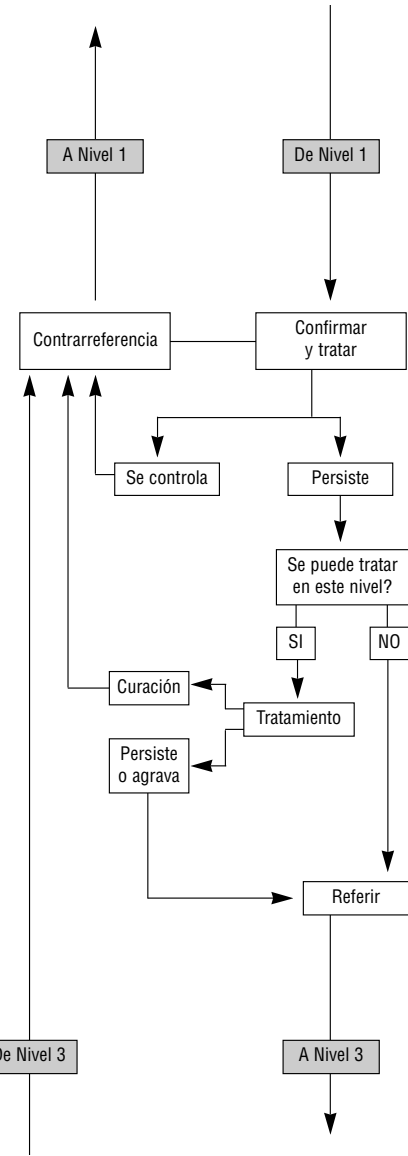 A Nivel 1
De Nivel 1
Contrarreferencia
Confirmar
y tratar
Se controla
Persiste
Se puede tratar
en este nivel?
SI
NO
Curación
Tratamiento
Persiste
o agrava
Referir
De Nivel 3
A Nivel 3